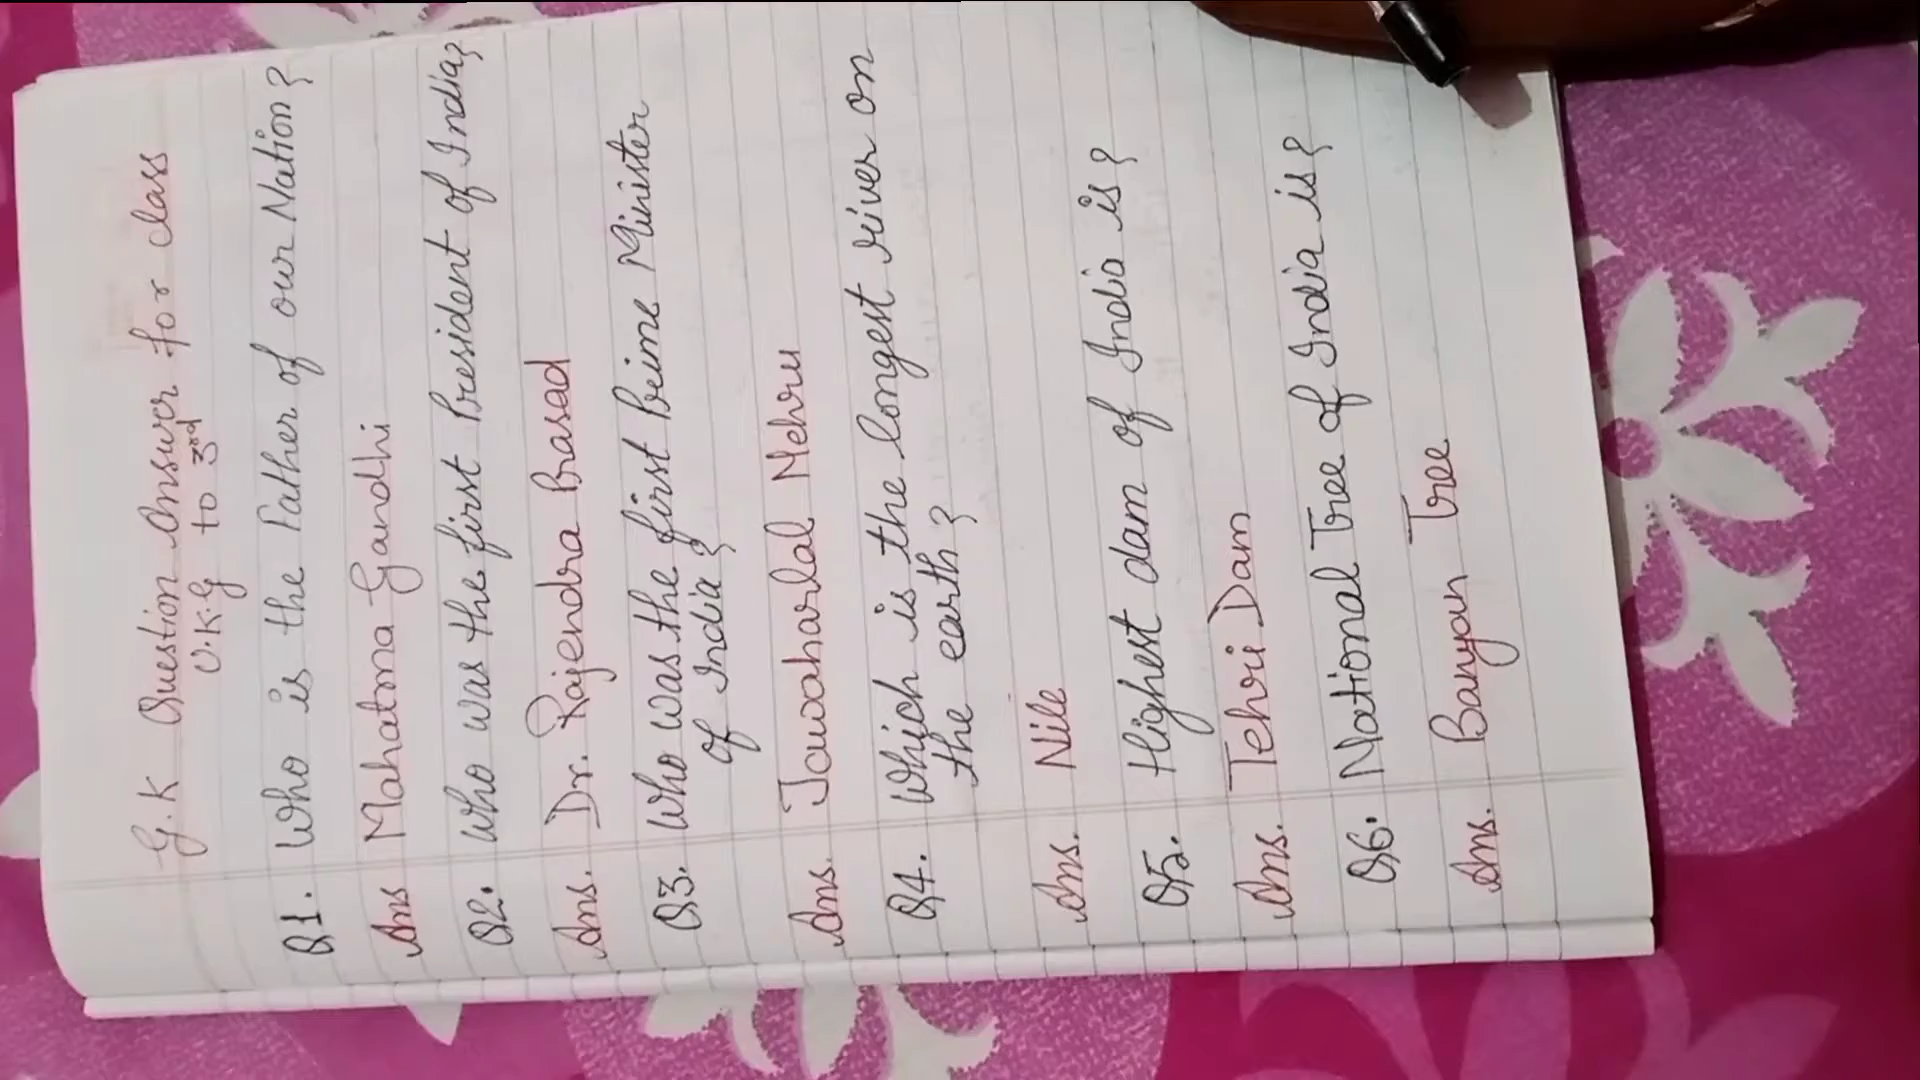 G.K Question Answer for class
U.K.G to 3rd
Q1. Who is the Father of our Nation?
Ans Mahatma Gandhi
Q2. Who was the first President of India?
Ans. Dr. Rajendra Prasad
Q3. Who was the first Prime Minister
of India?
Ans. Jawaharlal Nehru
Q4. Which is the longest river on
the earth?
Ans. Nile
Q5. Highest dam of India is?
Ans. Tehri Dam
Q6. National Tree of India is?
Ans. Banyan Tree